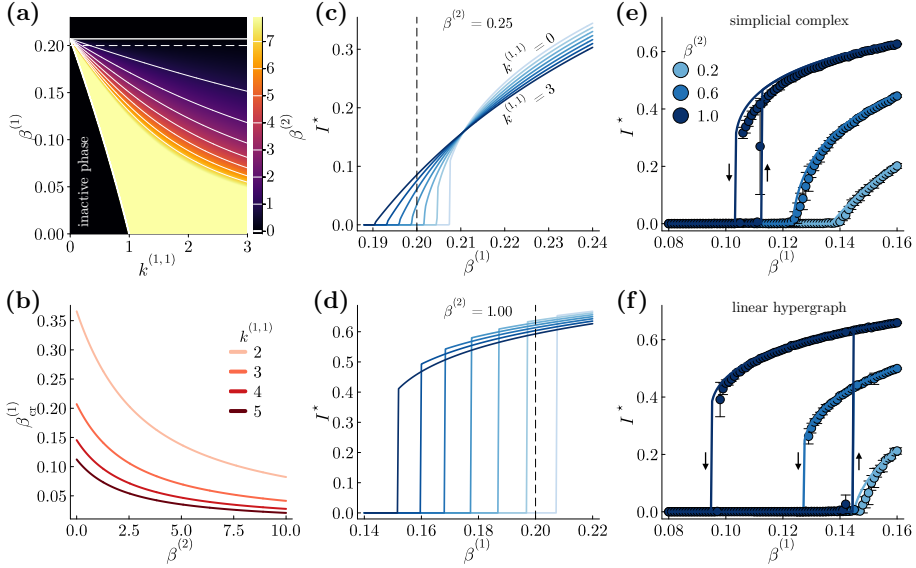 (a)
β^(1)
0.20
0.15
0.10
0.05
0.00
inactive phase
0
1
2
3
k^(1,1)
7
6
5
4
3
2
1
0
β^(2)
(b)
β_cr^(1)
0.35
0.30
0.25
0.20
0.15
0.10
0.05
k^(1,1)
2
3
4
5
0.0
2.5
5.0
7.5
10.0
β^(2)
(c)
β^(2) = 0.25
k^(1,1) = 0
k^(1,1) = 3
I*
0.3
0.2
0.1
0.0
0.19
0.20
0.21
0.22
0.23
0.24
β^(1)
(d)
β^(2) = 1.00
I*
0.6
0.4
0.2
0.0
0.14
0.16
0.18
0.20
0.22
β^(1)
(e)
simplicial complex
β^(2)
0.2
0.6
1.0
I*
0.6
0.4
0.2
0.0
0.08
0.10
0.12
0.14
0.16
β^(1)
(f)
linear hypergraph
I*
0.6
0.4
0.2
0.0
0.08
0.10
0.12
0.14
0.16
β^(1)